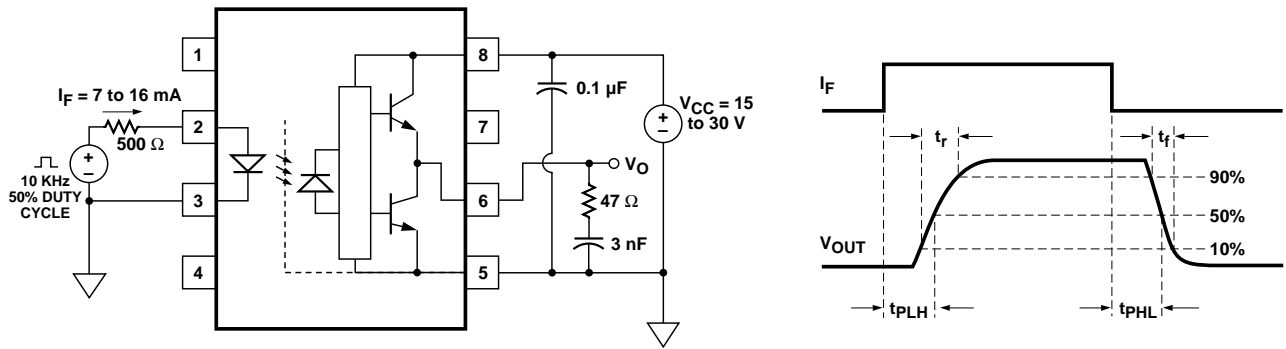 1
8
I_F = 7 to 16 mA
0.1 µF
V_CC = 15
to 30 V
+
–
2
7
500 Ω
+
–
V_O
10 KHz
50% DUTY
CYCLE
3
6
47 Ω
3 nF
4
5
I_F
t_r
t_f
90%
50%
V_OUT
10%
t_PLH
t_PHL